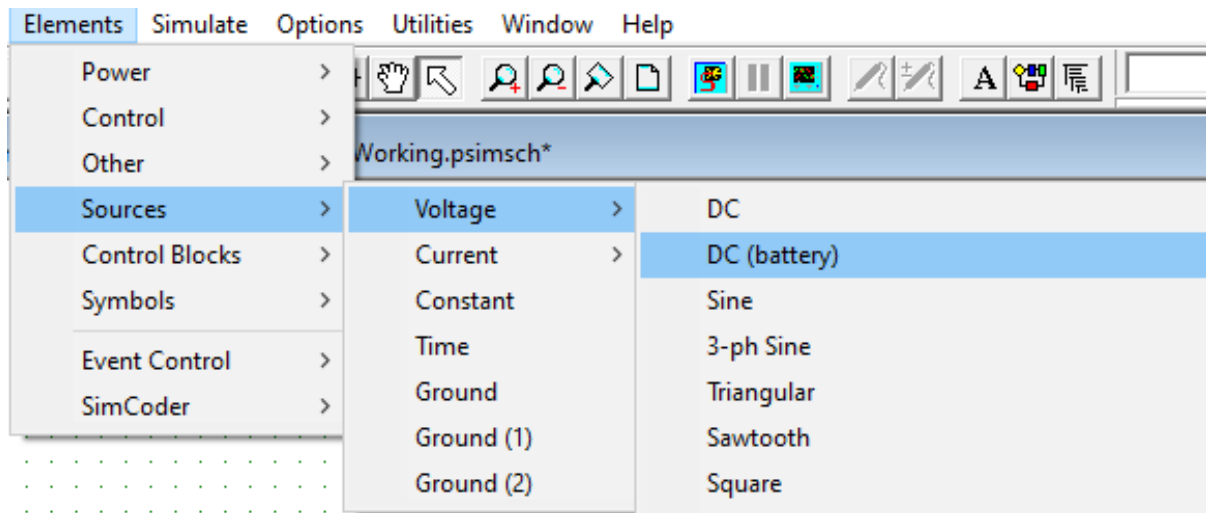 Elements Simulate Options Utilities Window Help
A
Working.psimsch*
Power
Control
Other
Sources
Control Blocks
Symbols
Event Control
SimCoder
Voltage
Current
Constant
Time
Ground
Ground (1)
Ground (2)
DC
DC (battery)
Sine
3-ph Sine
Triangular
Sawtooth
Square